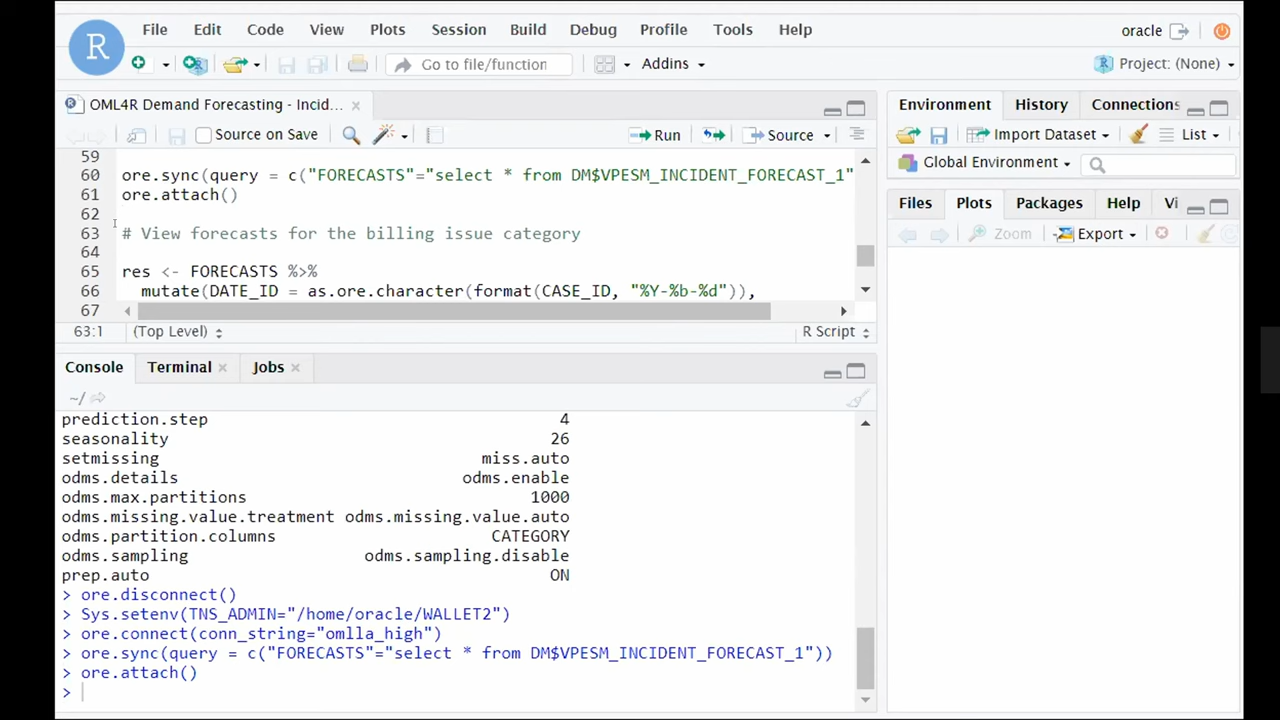 File Edit Code View Plots Session Build Debug Profile Tools Help oracle
R
Go to file/function Addins Project: (None)
OML4R Demand Forecasting - Incid...
Source on Save Run Source
59
60 ore.sync(query = c("FORECASTS"="select * from DM$VPESM_INCIDENT_FORECAST_1"
61 ore.attach()
62
63 # View forecasts for the billing issue category
64
65 res <- FORECASTS %>%
66 mutate(DATE_ID = as.ore.character(format(CASE_ID, "%Y-%b-%d")),
67
63:1 (Top Level) R Script
Console Terminal Jobs
~/
prediction.step 4
seasonality 26
setmissing miss.auto
odms.details odms.enable
odms.max.partitions 1000
odms.missing.value.treatment odms.missing.value.auto
odms.partition.columns CATEGORY
odms.sampling odms.sampling.disable
prep.auto ON
> ore.disconnect()
> Sys.setenv(TNS_ADMIN="/home/oracle/WALLET2")
> ore.connect(conn_string="omlla_high")
> ore.sync(query = c("FORECASTS"="select * from DM$VPESM_INCIDENT_FORECAST_1"))
> ore.attach()
>
Environment History Connections
Import Dataset List
Global Environment
Files Plots Packages Help Vi
Zoom Export